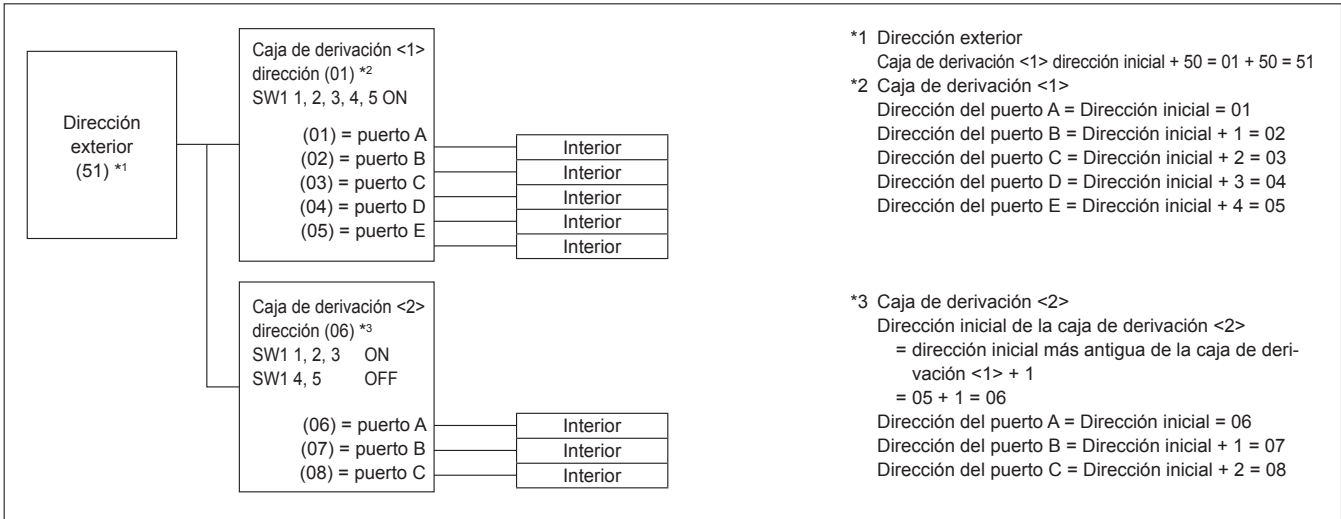 Dirección
exterior
(51) *1
Caja de derivación <1>
dirección (01) *2
SW1 1, 2, 3, 4, 5 ON
(01) = puerto A
(02) = puerto B
(03) = puerto C
(04) = puerto D
(05) = puerto E
Interior
Interior
Interior
Interior
Interior
Caja de derivación <2>
dirección (06) *3
SW1 1, 2, 3 ON
SW1 4, 5 OFF
(06) = puerto A
(07) = puerto B
(08) = puerto C
Interior
Interior
Interior
*1 Dirección exterior
Caja de derivación <1> dirección inicial + 50 = 01 + 50 = 51
*2 Caja de derivación <1>
Dirección del puerto A = Dirección inicial = 01
Dirección del puerto B = Dirección inicial + 1 = 02
Dirección del puerto C = Dirección inicial + 2 = 03
Dirección del puerto D = Dirección inicial + 3 = 04
Dirección del puerto E = Dirección inicial + 4 = 05
*3 Caja de derivación <2>
Dirección inicial de la caja de derivación <2>
= dirección inicial más antigua de la caja de deri-
vación <1> + 1
= 05 + 1 = 06
Dirección del puerto A = Dirección inicial = 06
Dirección del puerto B = Dirección inicial + 1 = 07
Dirección del puerto C = Dirección inicial + 2 = 08